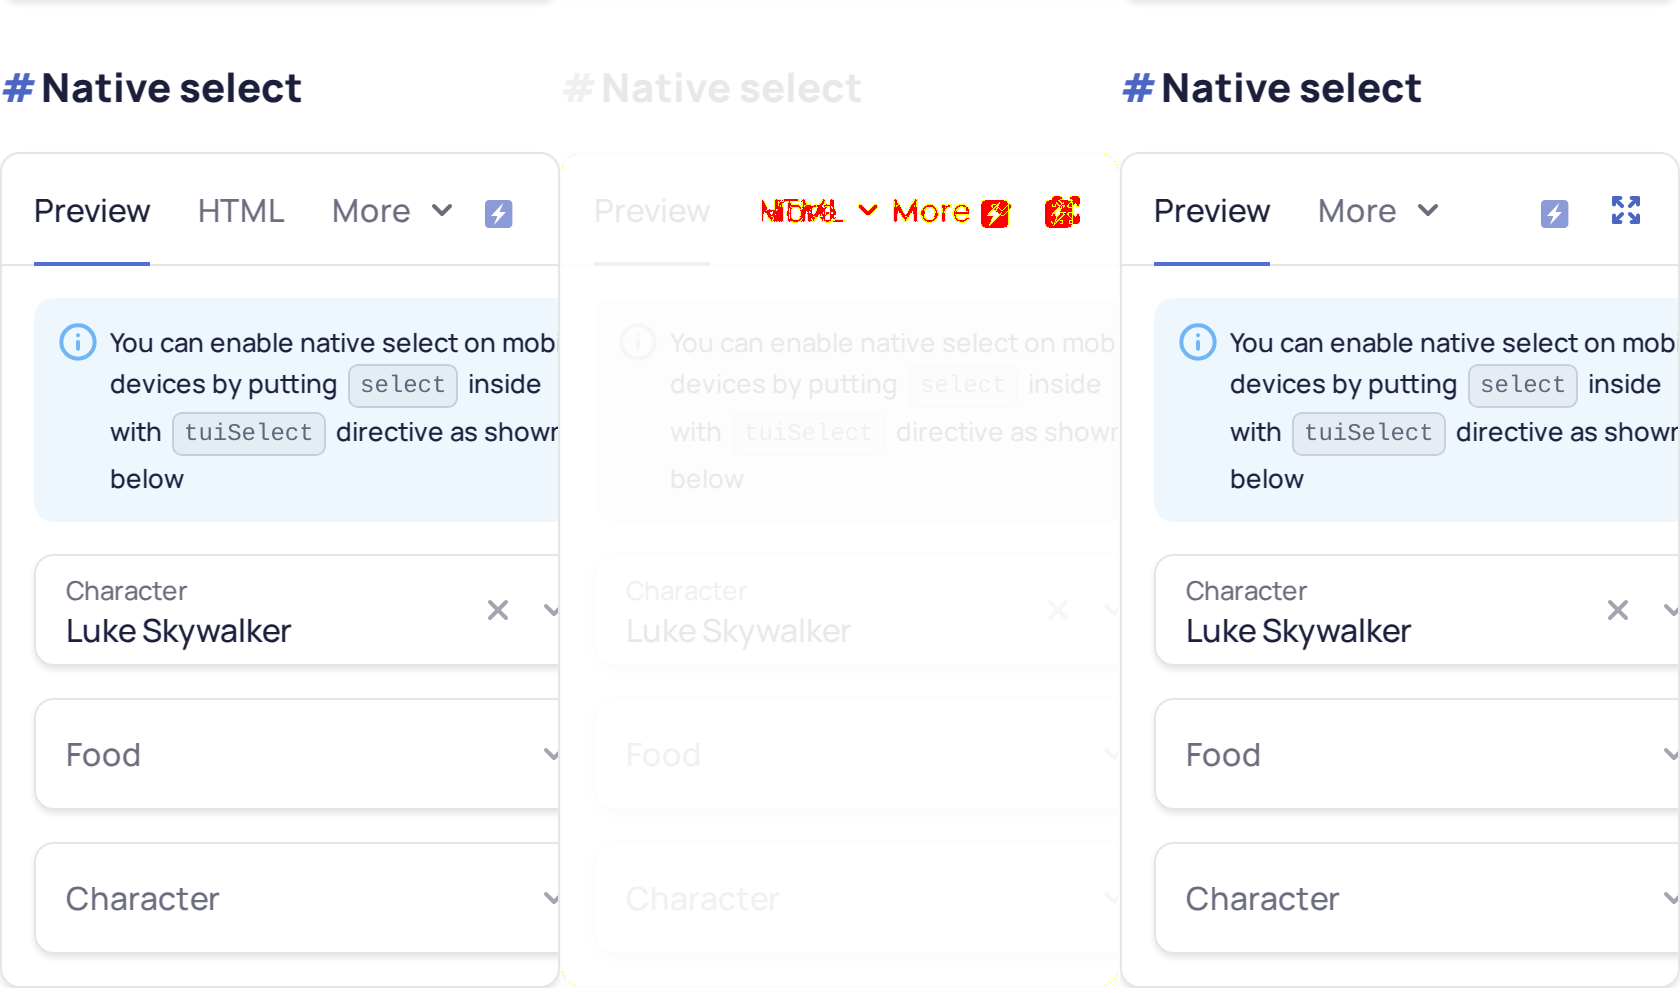 # Native select
Preview HTML More
You can enable native select on mobi
devices by putting select inside
with tuiSelect directive as shown
below
Character
Luke Skywalker
Food
Character
# Native select
Preview More
You can enable native select on mob
devices by putting select inside
with tuiSelect directive as shown
below
Character
Luke Skywalker
Food
Character
# Native select
Preview More
You can enable native select on mobi
devices by putting select inside
with tuiSelect directive as shown
below
Character
Luke Skywalker
Food
Character